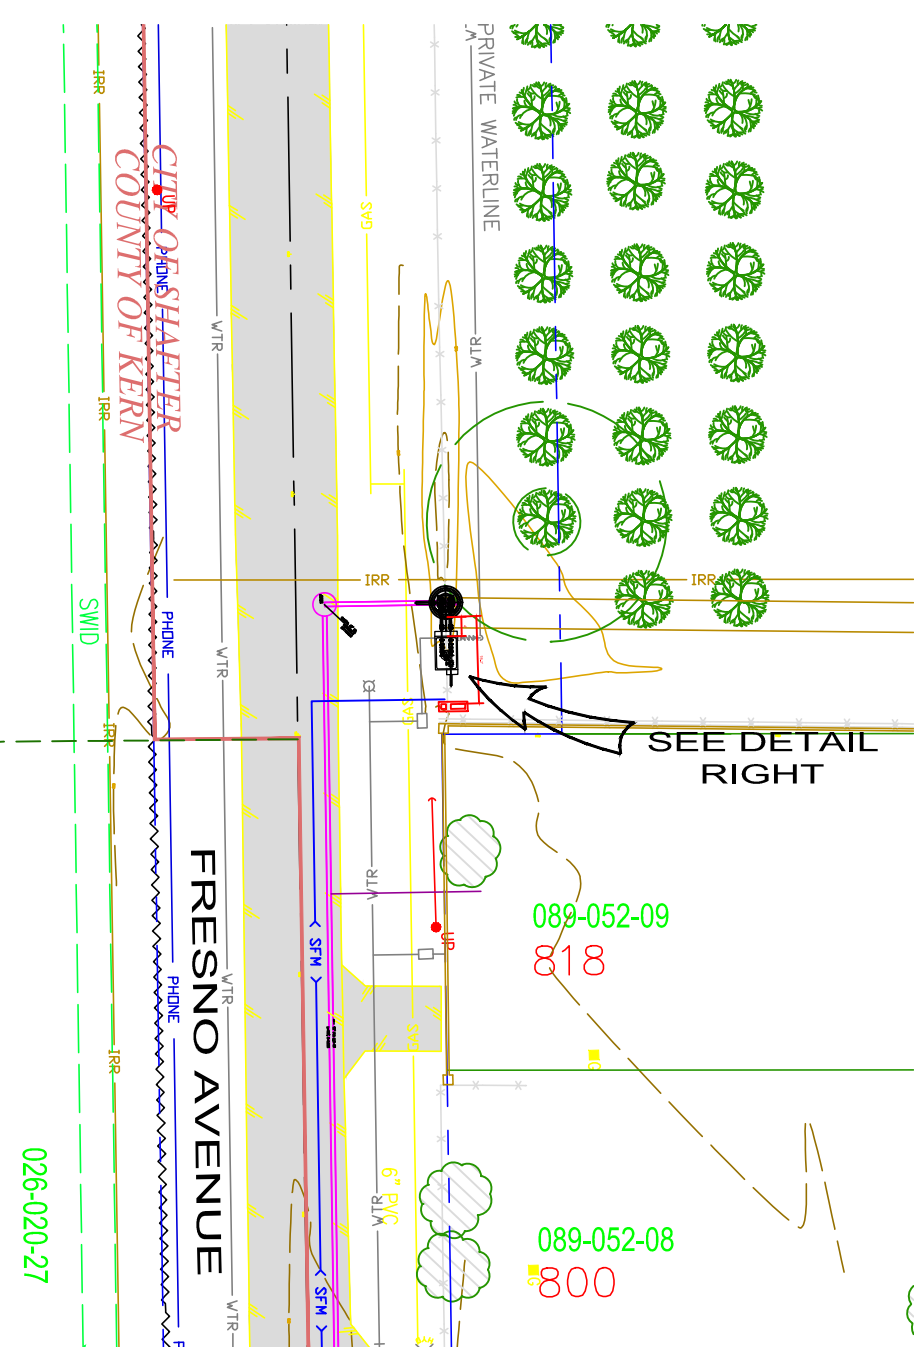 PRIVATE WATERLINE
WTR
IRR
GAS
UP
CITY OF SHAFTER
COUNTY OF KERN
PHONE
WTR
WTR
IRR
IRR
IRR
SWID
PHONE
WTR
GAS
IRR
SEE DETAIL
RIGHT
FRESNO AVENUE
WTR
089-052-09
818
UP
SFM
WTR
PHONE
GAS
G
IRR
026-020-27
6" PVC
WTR
089-052-08
G
800
SFM
WTR